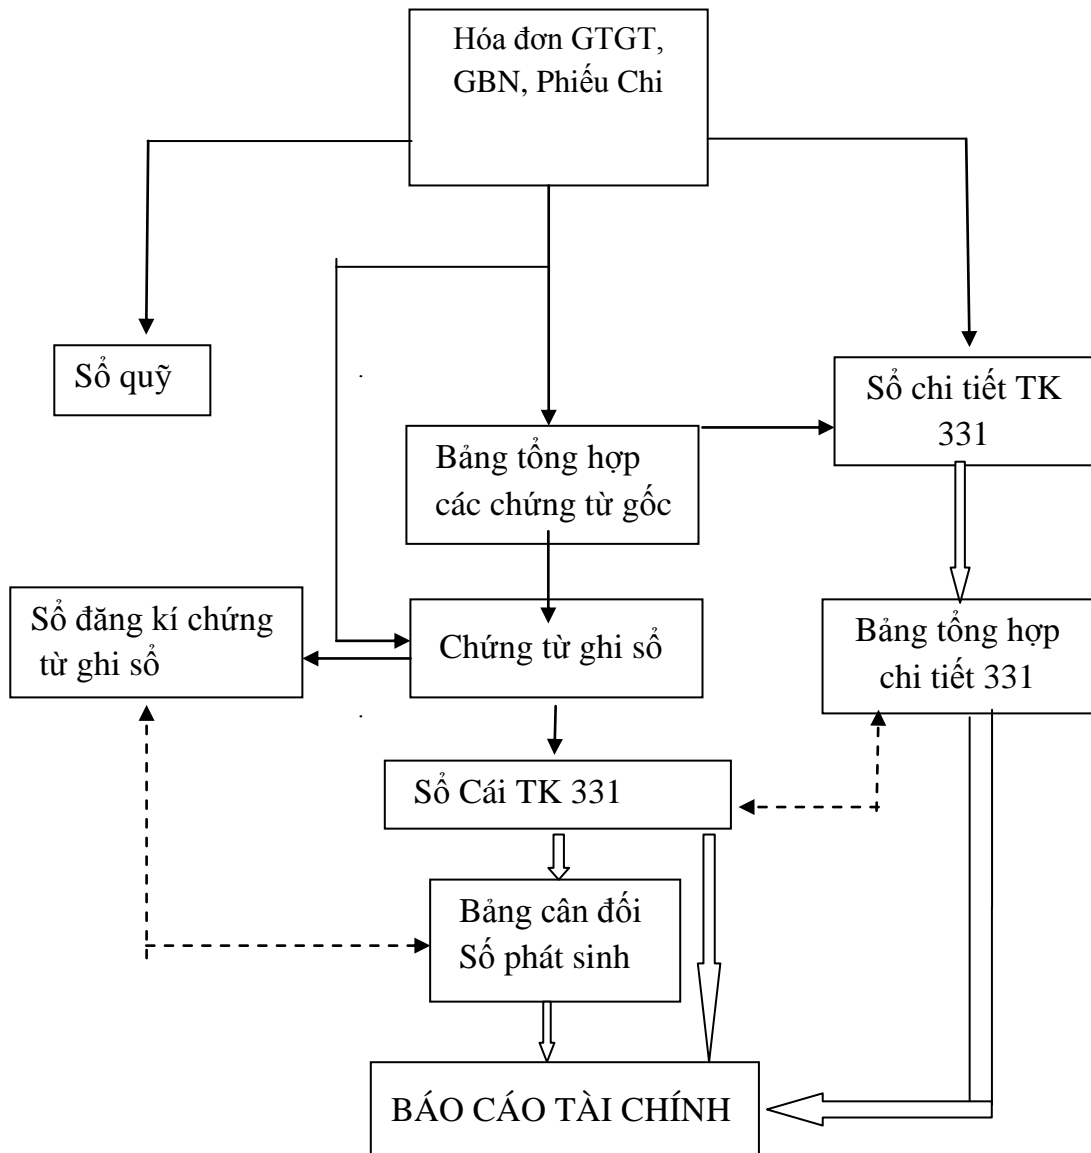 Hóa đơn GTGT,
GBN, Phiếu Chi
Sổ quỹ
Sổ chi tiết TK
331
Bảng tổng hợp
các chứng từ gốc
Sổ đăng kí chứng
từ ghi sổ
Chứng từ ghi sổ
Bảng tổng hợp
chi tiết 331
Sổ Cái TK 331
Bảng cân đối
Số phát sinh
BÁO CÁO TÀI CHÍNH